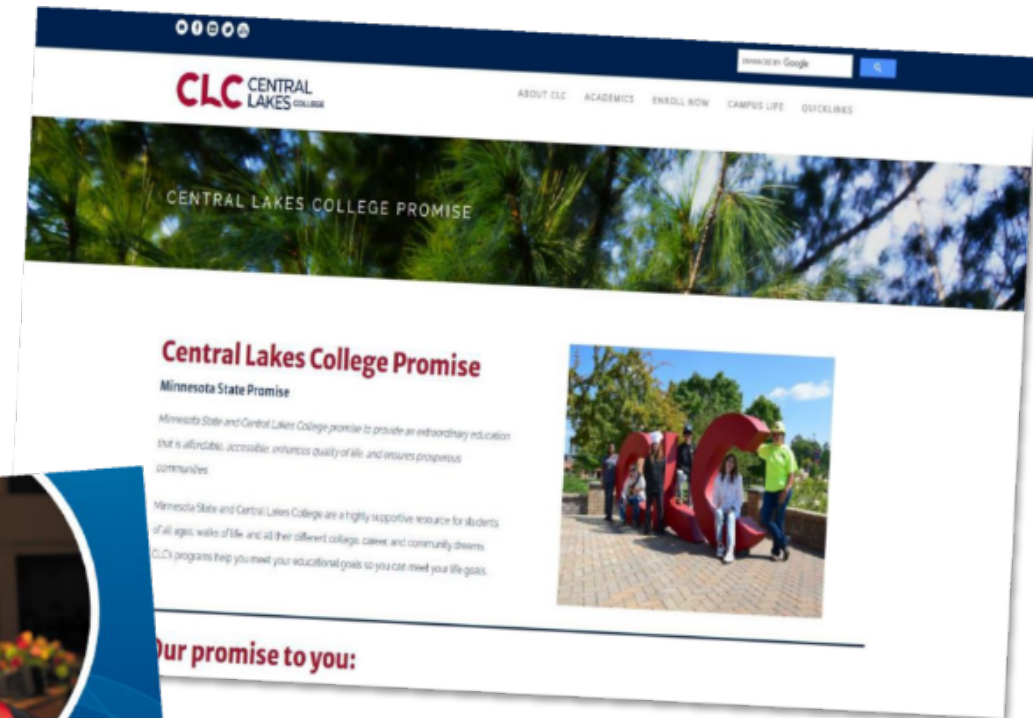 ENHANCED BY Google
CLC CENTRAL
LAKES COLLEGE
ABOUT CLC ACADEMICS ENROLL NOW CAMPUS LIFE QUICKLINKS
CENTRAL LAKES COLLEGE PROMISE
Central Lakes College Promise
Minnesota State Promise
Minnesota State and Central Lakes College promise to provide an extraordinary education
that is affordable, accessible, enhances quality of life, and ensures prosperous
communities
Minnesota State and Central Lakes College are a highly supportive resource for students
of all ages, walks of life, and all their different college, career, and community dreams.
CLC's programs help you meet your educational goals so you can meet your life goals.
CLC
Our promise to you: